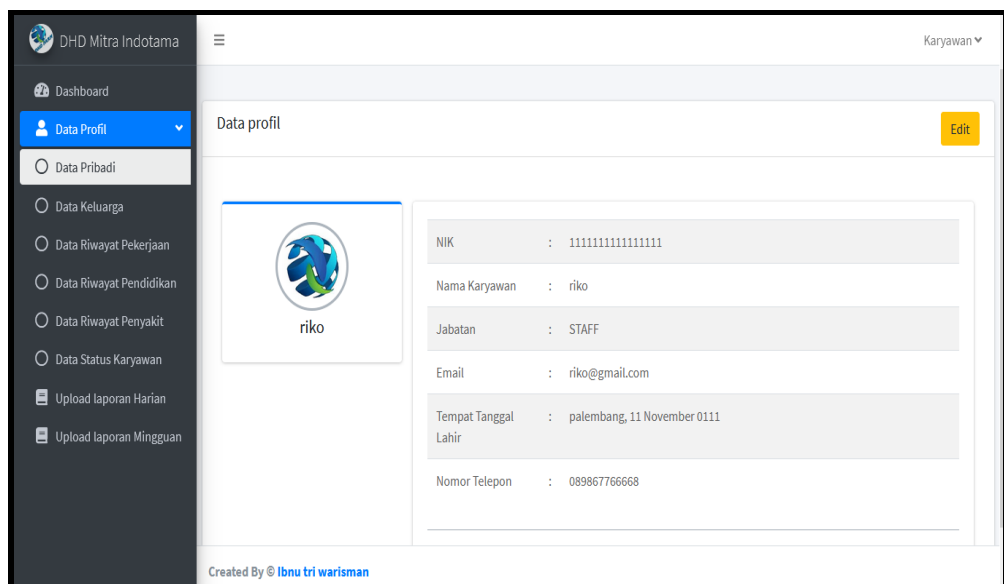 DHD Mitra Indotama
Karyawan
Dashboard
Data Profil
Data Pribadi
Data Keluarga
Data Riwayat Pekerjaan
Data Riwayat Pendidikan
Data Riwayat Penyakit
Data Status Karyawan
Upload laporan Harian
Upload laporan Mingguan
Data profil
Edit
riko
NIK : 1111111111111111
Nama Karyawan : riko
Jabatan : STAFF
Email : riko@gmail.com
Tempat Tanggal : palembang, 11 November 0111
Lahir
Nomor Telepon : 089867766668
Created By © Ibnu tri warisman